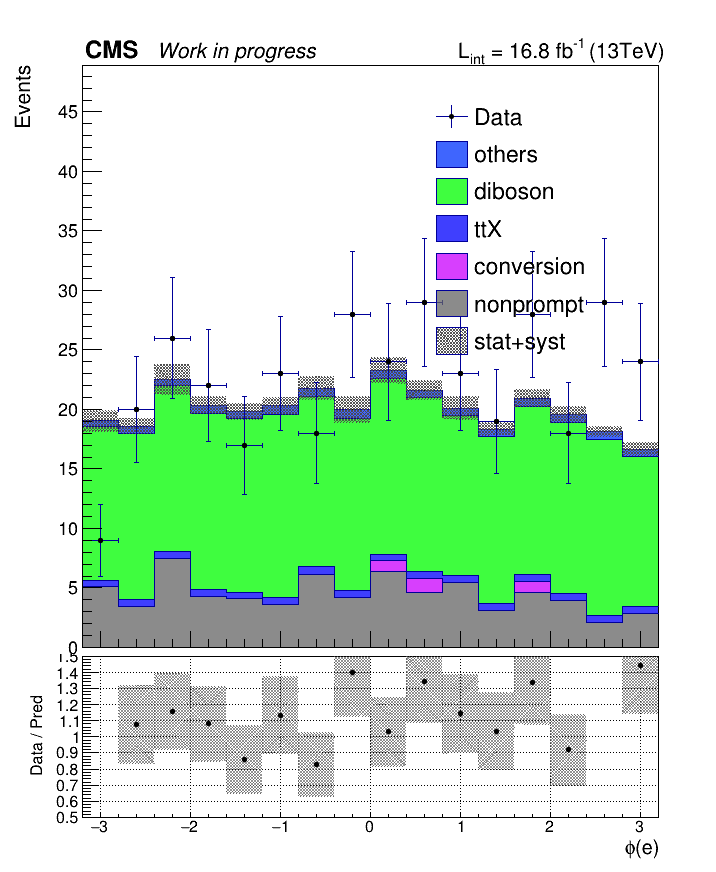 CMS Work in progress L_int = 16.8 fb⁻¹ (13TeV)
Events
45
40
35
30
25
20
15
10
5
0
Data
others
diboson
ttX
conversion
nonprompt
stat+syst
Data / Pred
1.5
1.4
1.3
1.2
1.1
1
0.9
0.8
0.7
0.6
0.5
−3 −2 −1 0 1 2 3
ϕ(e)